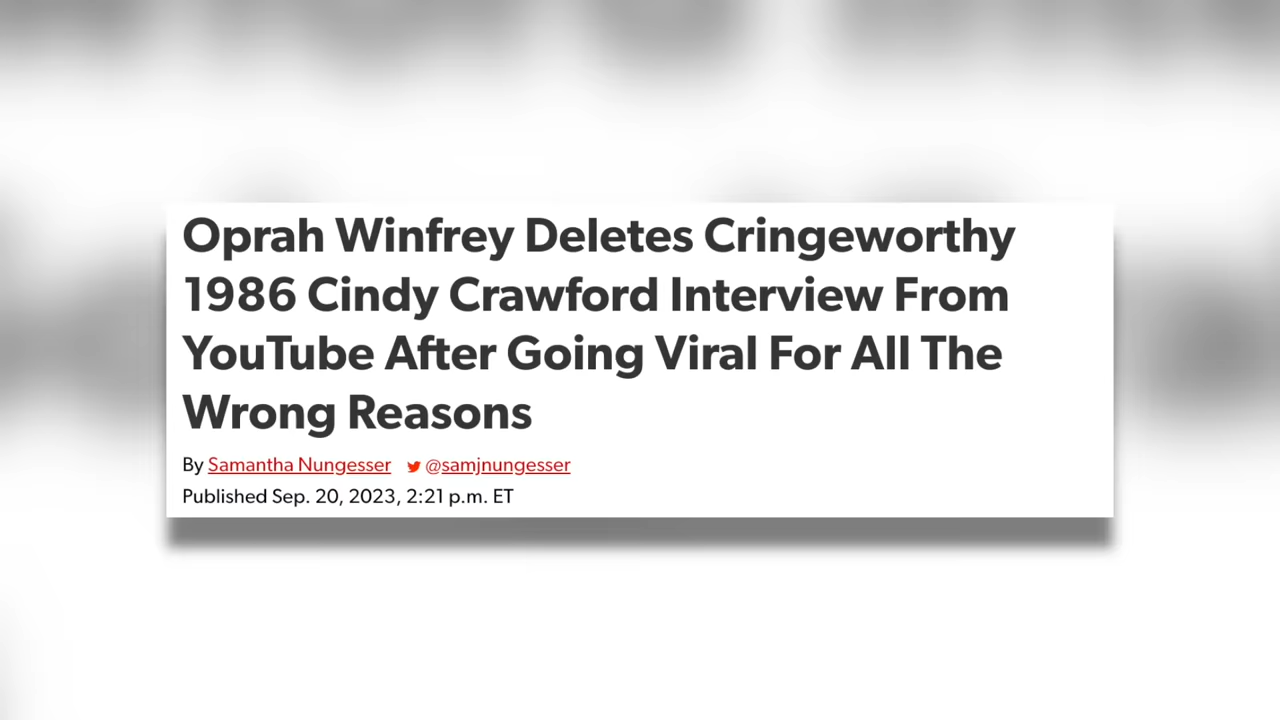 Oprah Winfrey Deletes Cringeworthy
1986 Cindy Crawford Interview From
YouTube After Going Viral For All The
Wrong Reasons
By Samantha Nungesser @samjnungesser
Published Sep. 20, 2023, 2:21 p.m. ET